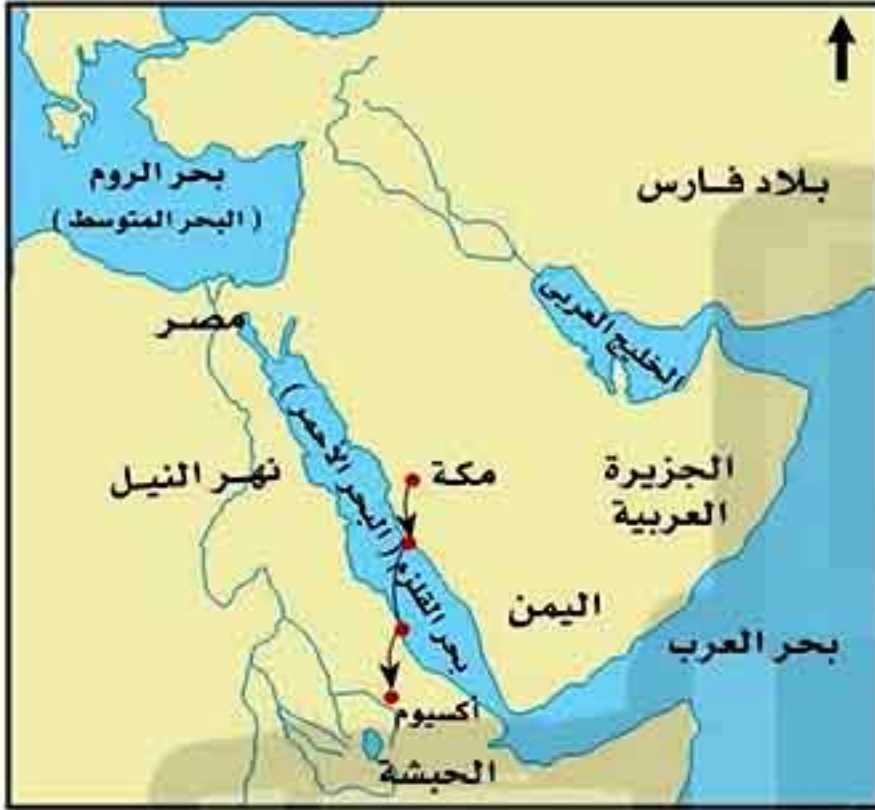 بحر الروم
( البحر المتوسط )
بلاد فارس
مصر
الخليج العربى
بحر القلزم ( البحر الأحمر )
نهر النيل
مكة
الجزيرة
العربية
اليمن
بحر العرب
أكسيوم
الحبشة